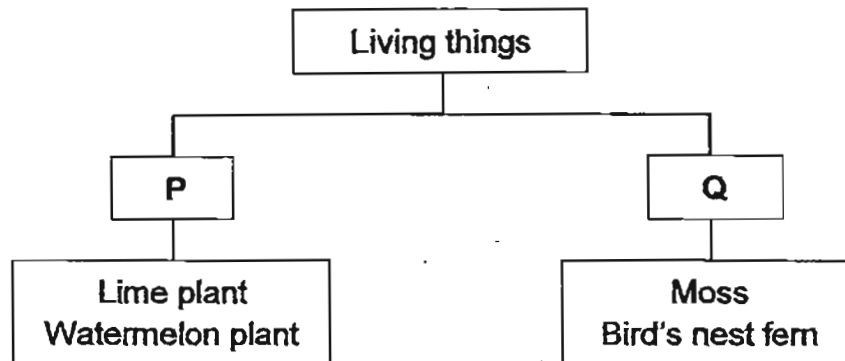 Living things
P
Q
Lime plant
Watermelon plant
Moss
Bird's nest fern